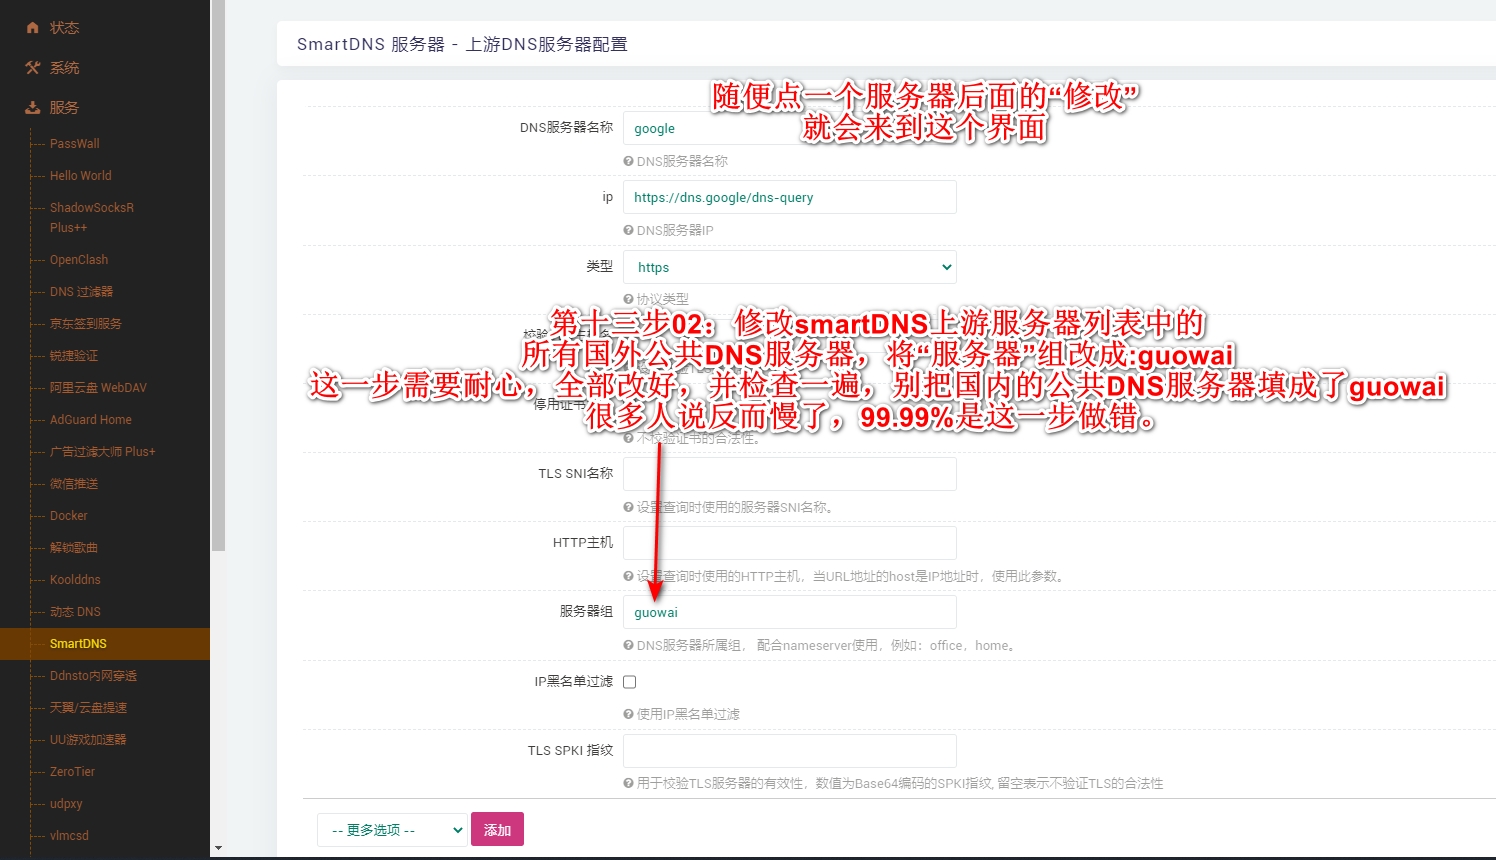 状态
系统
服务
PassWall
Hello World
ShadowSocksR
Plus++
OpenClash
DNS 过滤器
京东签到服务
锐捷验证
阿里云盘 WebDAV
AdGuard Home
广告过滤大师 Plus+
微信推送
Docker
解锁歌曲
Koolddns
动态 DNS
SmartDNS
Ddnsto内网穿透
天翼/云盘提速
UU游戏加速器
ZeroTier
udpxy
vlmcsd
SmartDNS 服务器 - 上游DNS服务器配置
随便点一个服务器后面的“修改”
就会来到这个界面
DNS服务器名称
google
DNS服务器名称
ip
https://dns.google/dns-query
DNS服务器IP
类型
https
协议类型
第十三步02：修改smartDNS上游服务器列表中的
所有国外公共DNS服务器，将“服务器”组改成:guowai
这一步需要耐心，全部改好，并检查一遍，别把国内的公共DNS服务器填成了guowai
很多人说反而慢了，99.99%是这一步做错。
校验
停用证书
不校验证书的合法性。
TLS SNI名称
设置查询时使用的服务器SNI名称。
HTTP主机
设置查询时使用的HTTP主机，当URL地址的host是IP地址时，使用此参数。
服务器组
guowai
DNS服务器所属组， 配合nameserver使用，例如：office，home。
IP黑名单过滤
使用IP黑名单过滤
TLS SPKI 指纹
用于校验TLS服务器的有效性，数值为Base64编码的SPKI指纹, 留空表示不验证TLS的合法性
-- 更多选项 --
添加